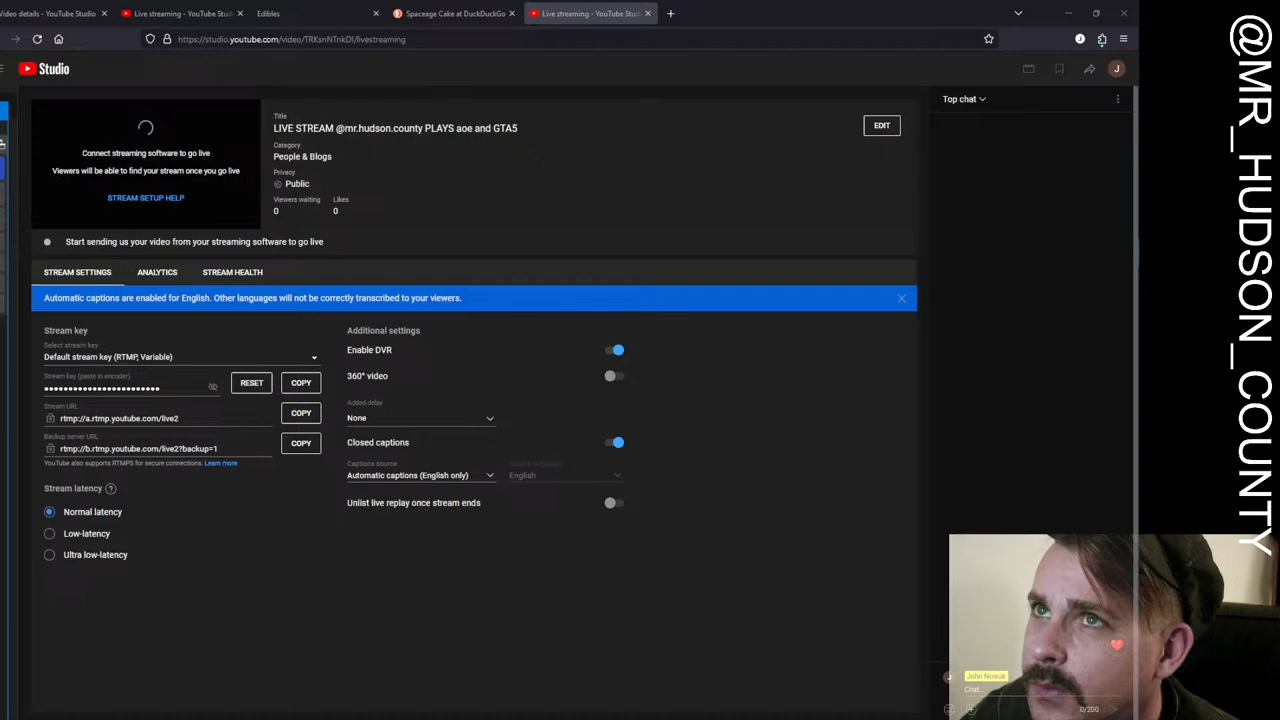 Video details - YouTube Studio
Live streaming - YouTube Stud
Edibles
Spaceage Cake at DuckDuckGo
Live streaming - YouTube Stud
https://studio.youtube.com/video/TRKsnNTnkDI/livestreaming
Studio
J
J
Connect streaming software to go live
Viewers will be able to find your stream once you go live
STREAM SETUP HELP
Title
LIVE STREAM @mr.hudson.county PLAYS aoe and GTA5
Category
People & Blogs
Privacy
Public
Viewers waiting Likes
0 0
EDIT
Top chat
Start sending us your video from your streaming software to go live
STREAM SETTINGS ANALYTICS STREAM HEALTH
Automatic captions are enabled for English. Other languages will not be correctly transcribed to your viewers.
Stream key
Select stream key
Default stream key (RTMP, Variable)
Stream key (paste in encoder)
RESET COPY
Stream URL
rtmp://a.rtmp.youtube.com/live2
COPY
Backup server URL
rtmp://b.rtmp.youtube.com/live2?backup=1
COPY
YouTube also supports RTMPS for secure connections. Learn more
Stream latency
Normal latency
Low-latency
Ultra low-latency
Additional settings
Enable DVR
360° video
Added delay
None
Closed captions
Captions source
Automatic captions (English only)
English
Unlist live replay once stream ends
J
John Nowak
Chat...
0/200
@MR_HUDSON_COUNTY